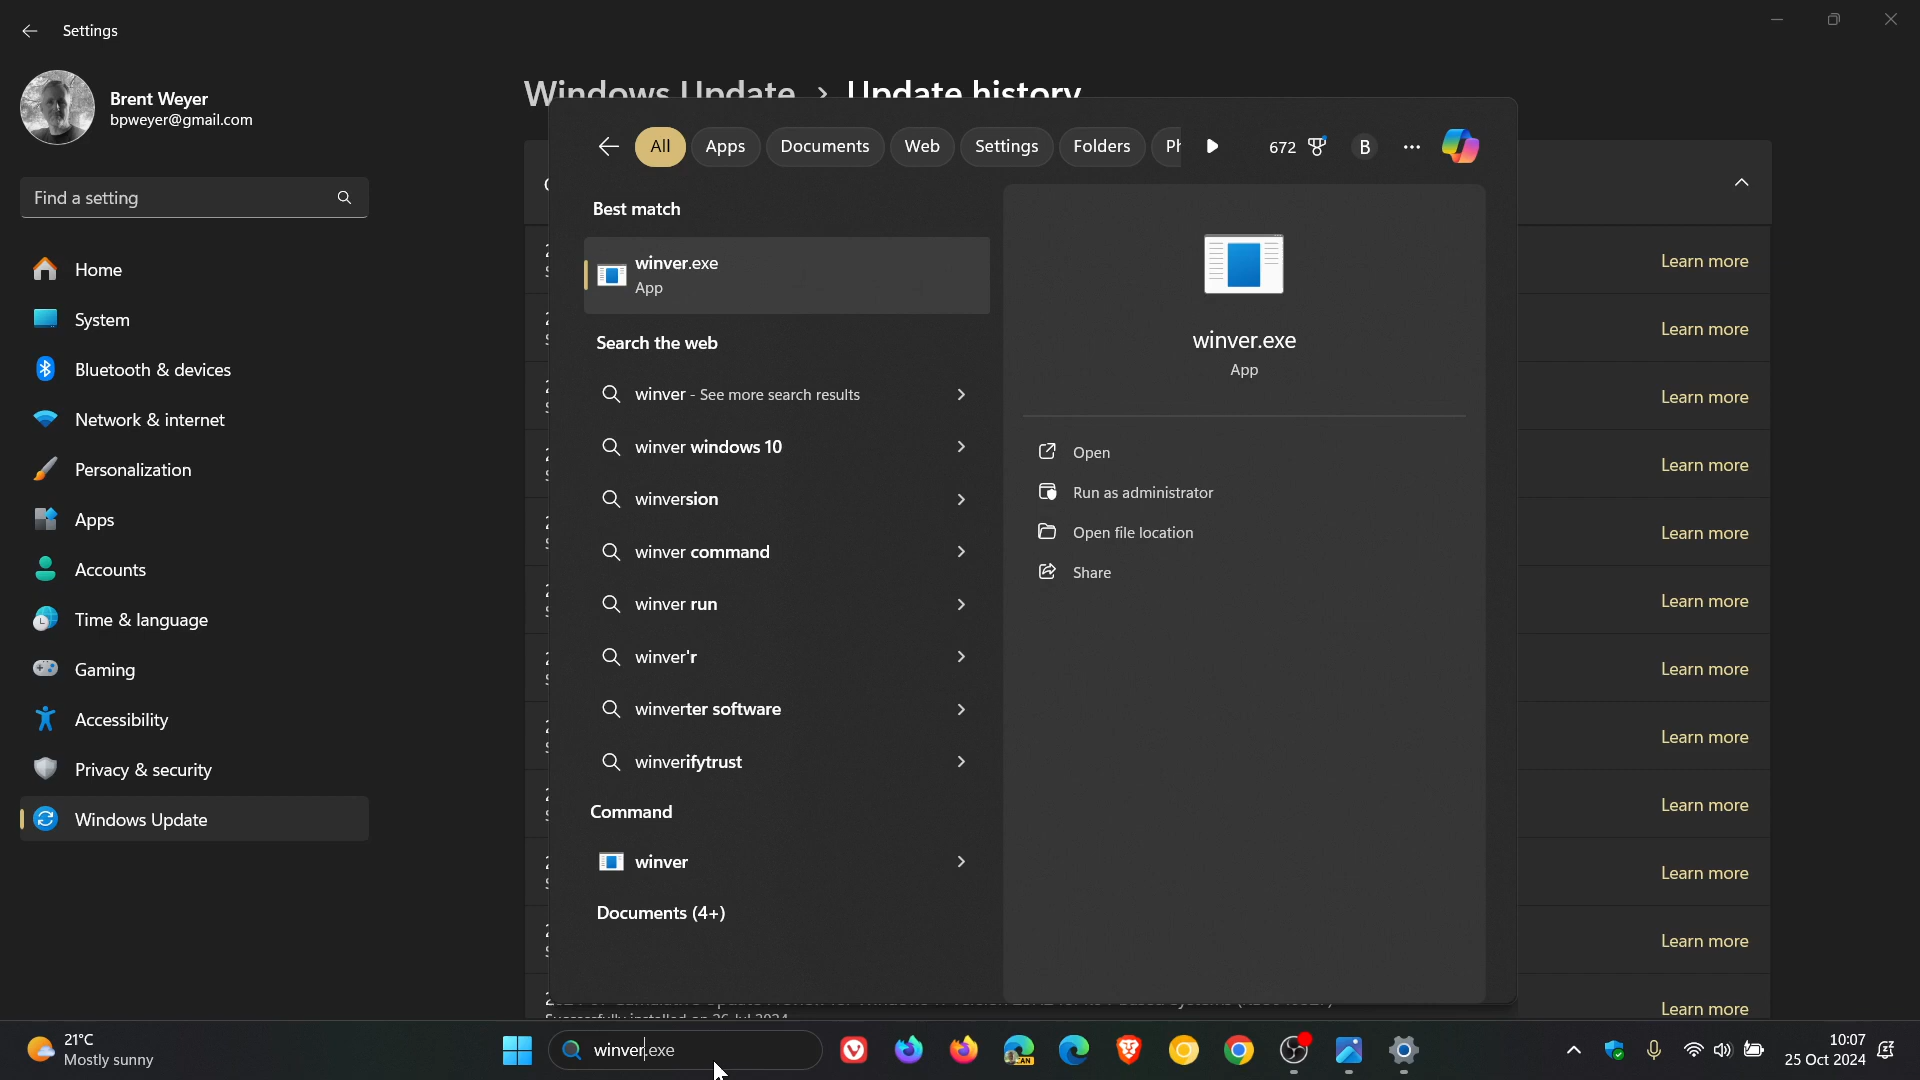 Settings
Brent Weyer
bpweyer@gmail.com
Find a setting
Home
System
Bluetooth & devices
Network & internet
Personalization
Apps
Accounts
Time & language
Gaming
Accessibility
Privacy & security
Windows Update
Windows Update > Update history
All
Apps
Documents
Web
Settings
Folders
Ph
672
B
Best match
winver.exe
App
Search the web
winver - See more search results
winver windows 10
winversion
winver command
winver run
winver'r
winverter software
winverifytrust
Command
winver
Documents (4+)
winver.exe
App
Open
Run as administrator
Open file location
Share
Learn more
Learn more
Learn more
Learn more
Learn more
Learn more
Learn more
Learn more
Learn more
Learn more
Learn more
Learn more
21°C
Mostly sunny
winver.exe
CAN
10:07
25 Oct 2024